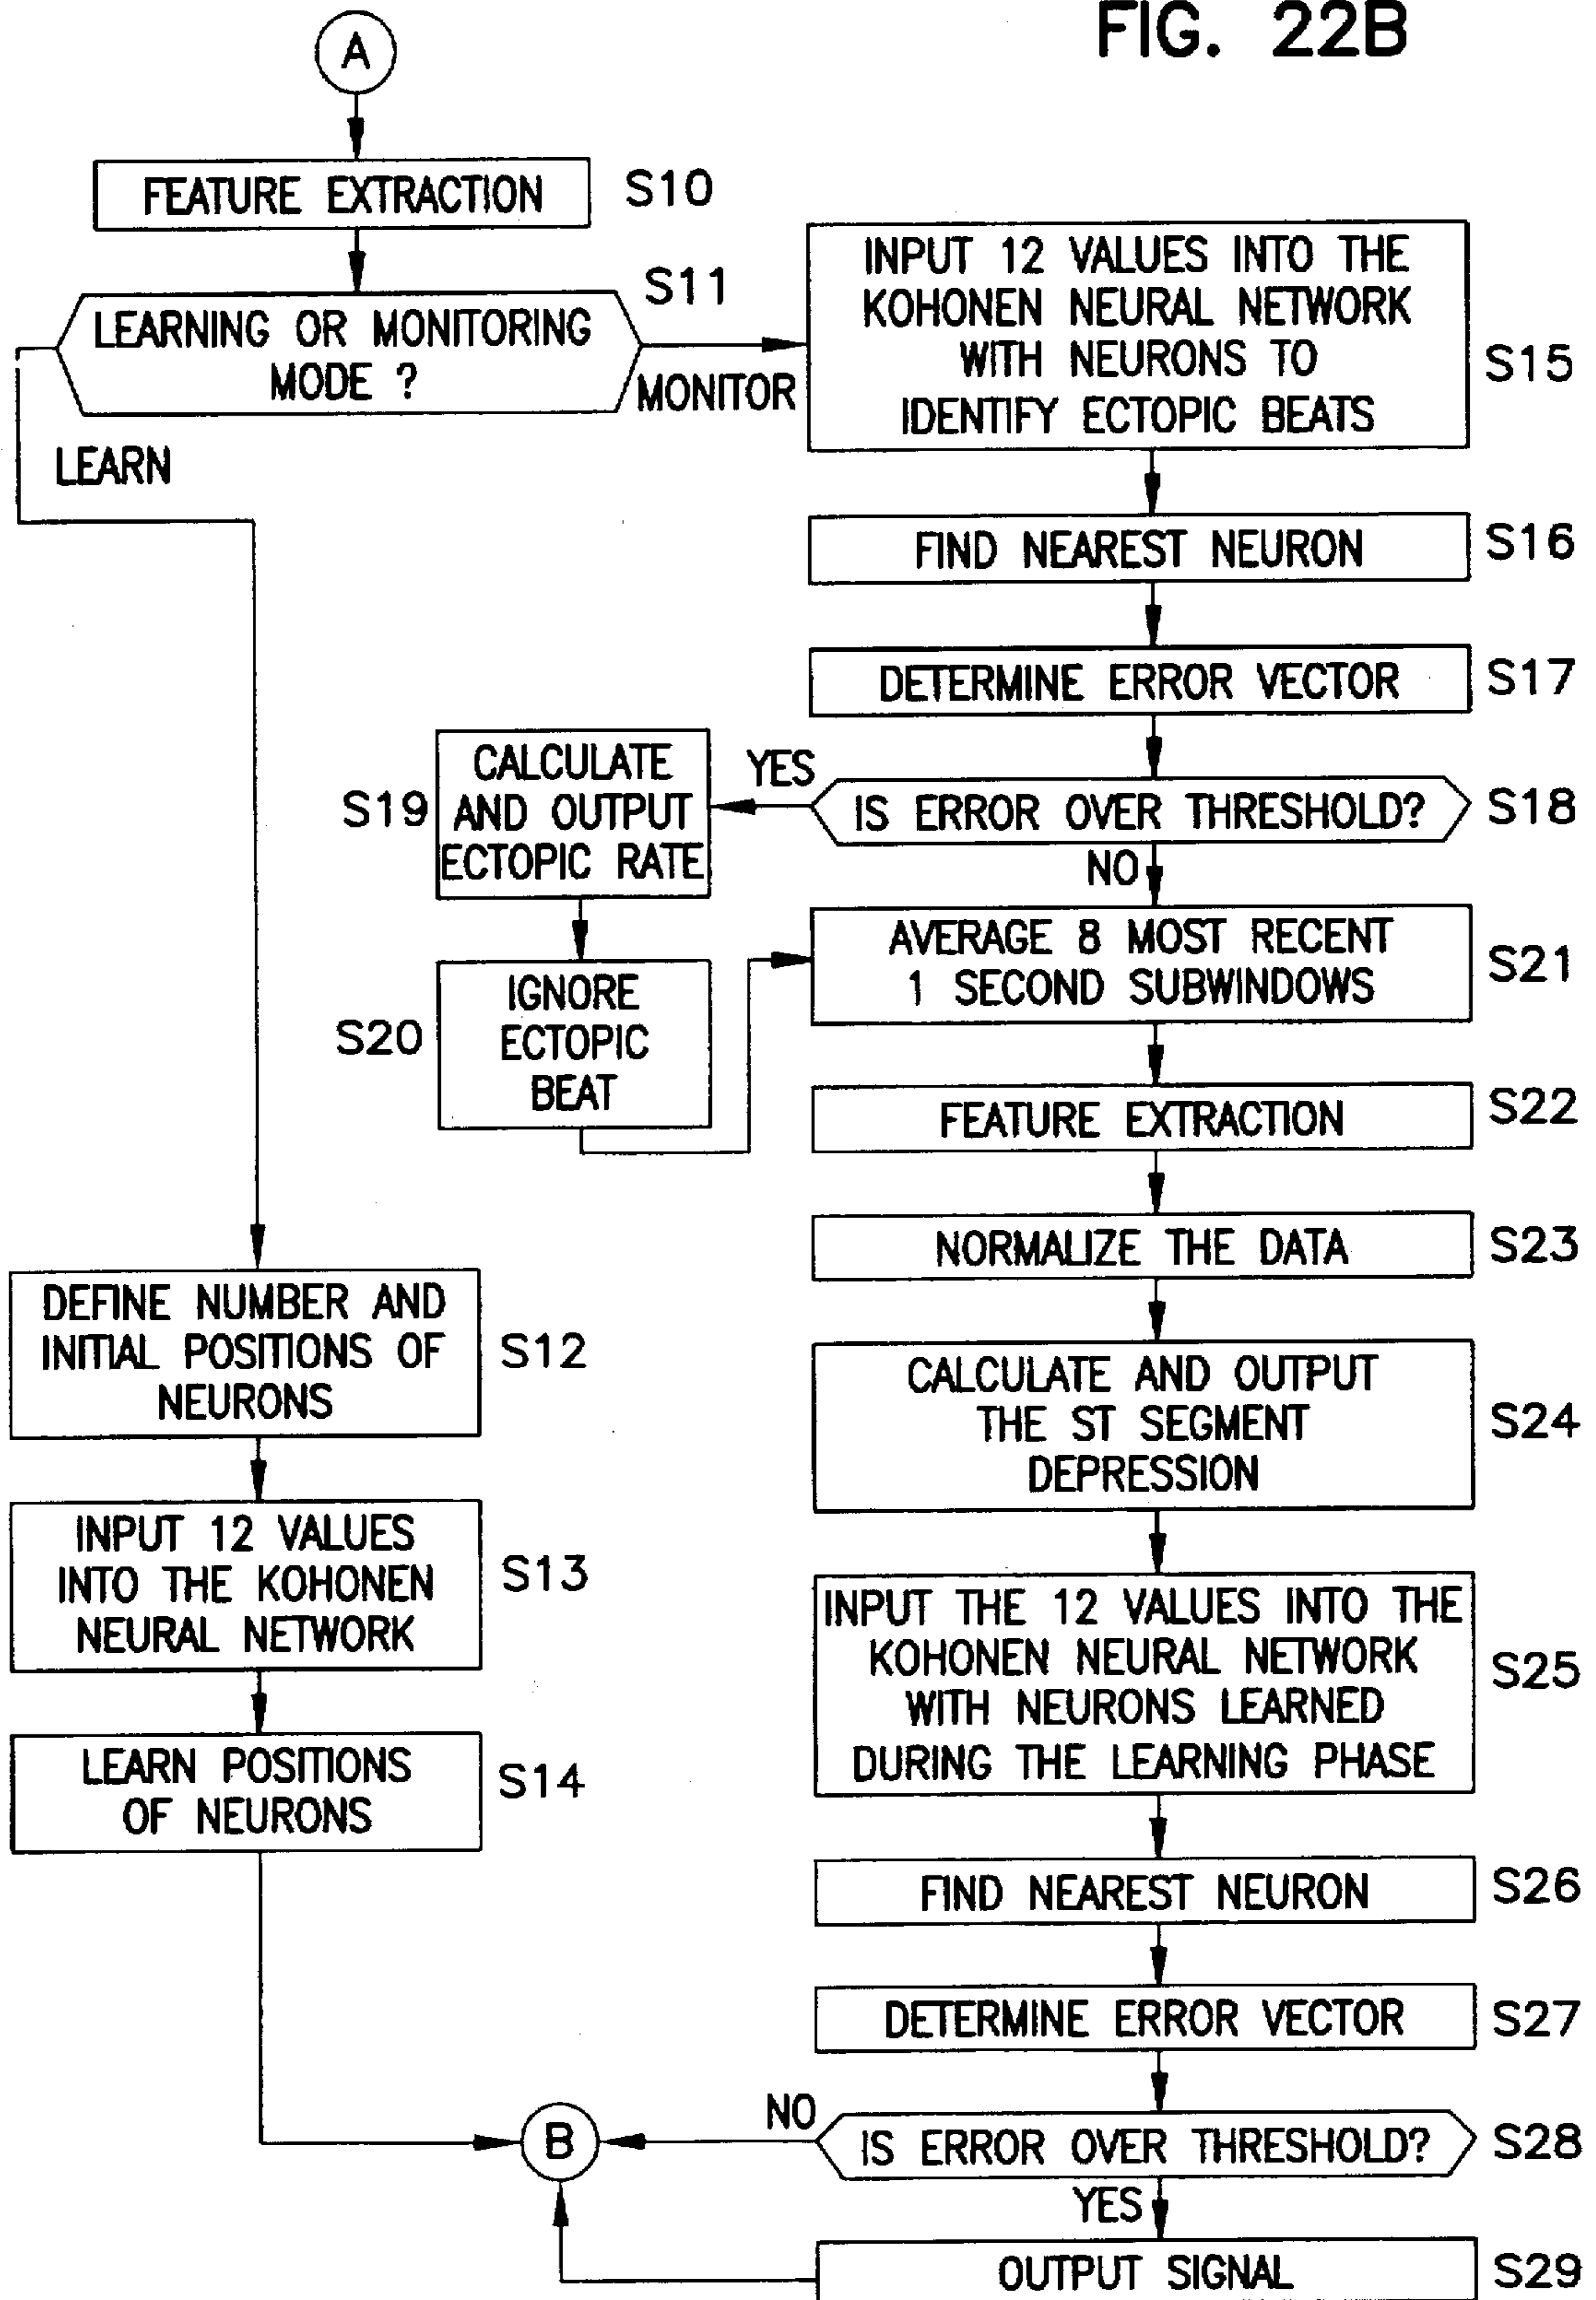 FIG. 22B
A
FEATURE EXTRACTION
S10
LEARNING OR MONITORING
MODE ?
S11
MONITOR
LEARN
DEFINE NUMBER AND
INITIAL POSITIONS OF
NEURONS
S12
INPUT 12 VALUES
INTO THE KOHONEN
NEURAL NETWORK
S13
LEARN POSITIONS
OF NEURONS
S14
INPUT 12 VALUES INTO THE
KOHONEN NEURAL NETWORK
WITH NEURONS TO
IDENTIFY ECTOPIC BEATS
S15
FIND NEAREST NEURON
S16
DETERMINE ERROR VECTOR
S17
IS ERROR OVER THRESHOLD?
S18
YES
NO
CALCULATE
AND OUTPUT
ECTOPIC RATE
S19
IGNORE
ECTOPIC
BEAT
S20
AVERAGE 8 MOST RECENT
1 SECOND SUBWINDOWS
S21
FEATURE EXTRACTION
S22
NORMALIZE THE DATA
S23
CALCULATE AND OUTPUT
THE ST SEGMENT
DEPRESSION
S24
INPUT THE 12 VALUES INTO THE
KOHONEN NEURAL NETWORK
WITH NEURONS LEARNED
DURING THE LEARNING PHASE
S25
FIND NEAREST NEURON
S26
DETERMINE ERROR VECTOR
S27
IS ERROR OVER THRESHOLD?
S28
NO
B
YES
OUTPUT SIGNAL
S29